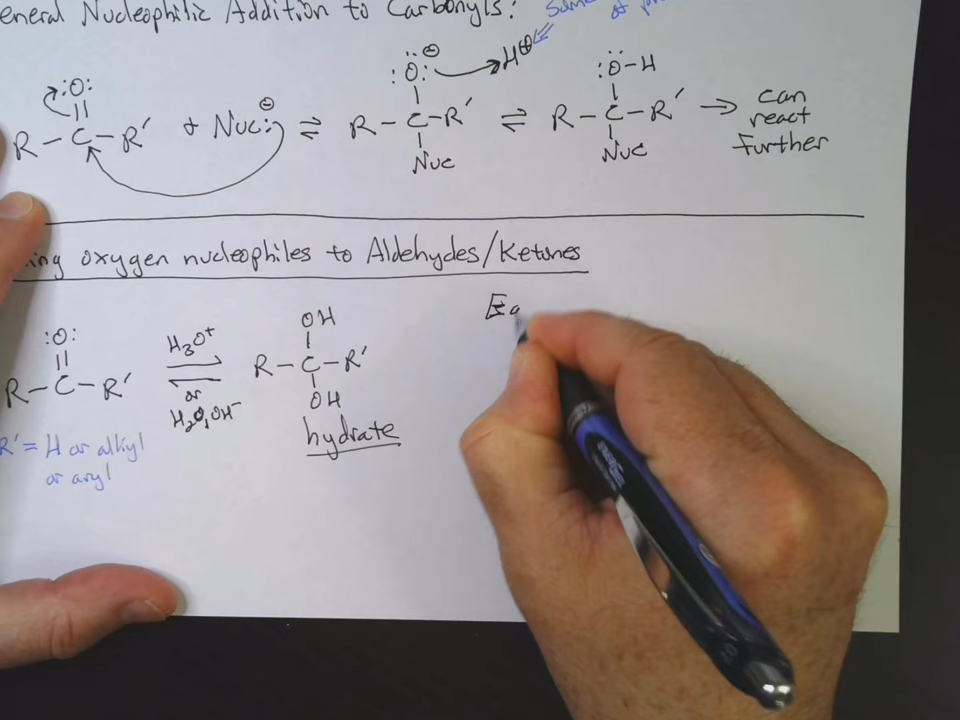 eneral Nucleophilic Addition to Carbonyls:
:Ö: ⊖ H⊕ :Ö-H
R-C-R' + Nuc:⊖ ⇌ R-C-R' ⇌ R-C-R' → can react further
Nuc Nuc
ing oxygen nucleophiles to Aldehydes/Ketones
:O: OH
R-C-R' H₃O⁺ ⇌ or H₂O, OH⁻ R-C-R'
OH
hydrate
R' = H or alkyl
or aryl